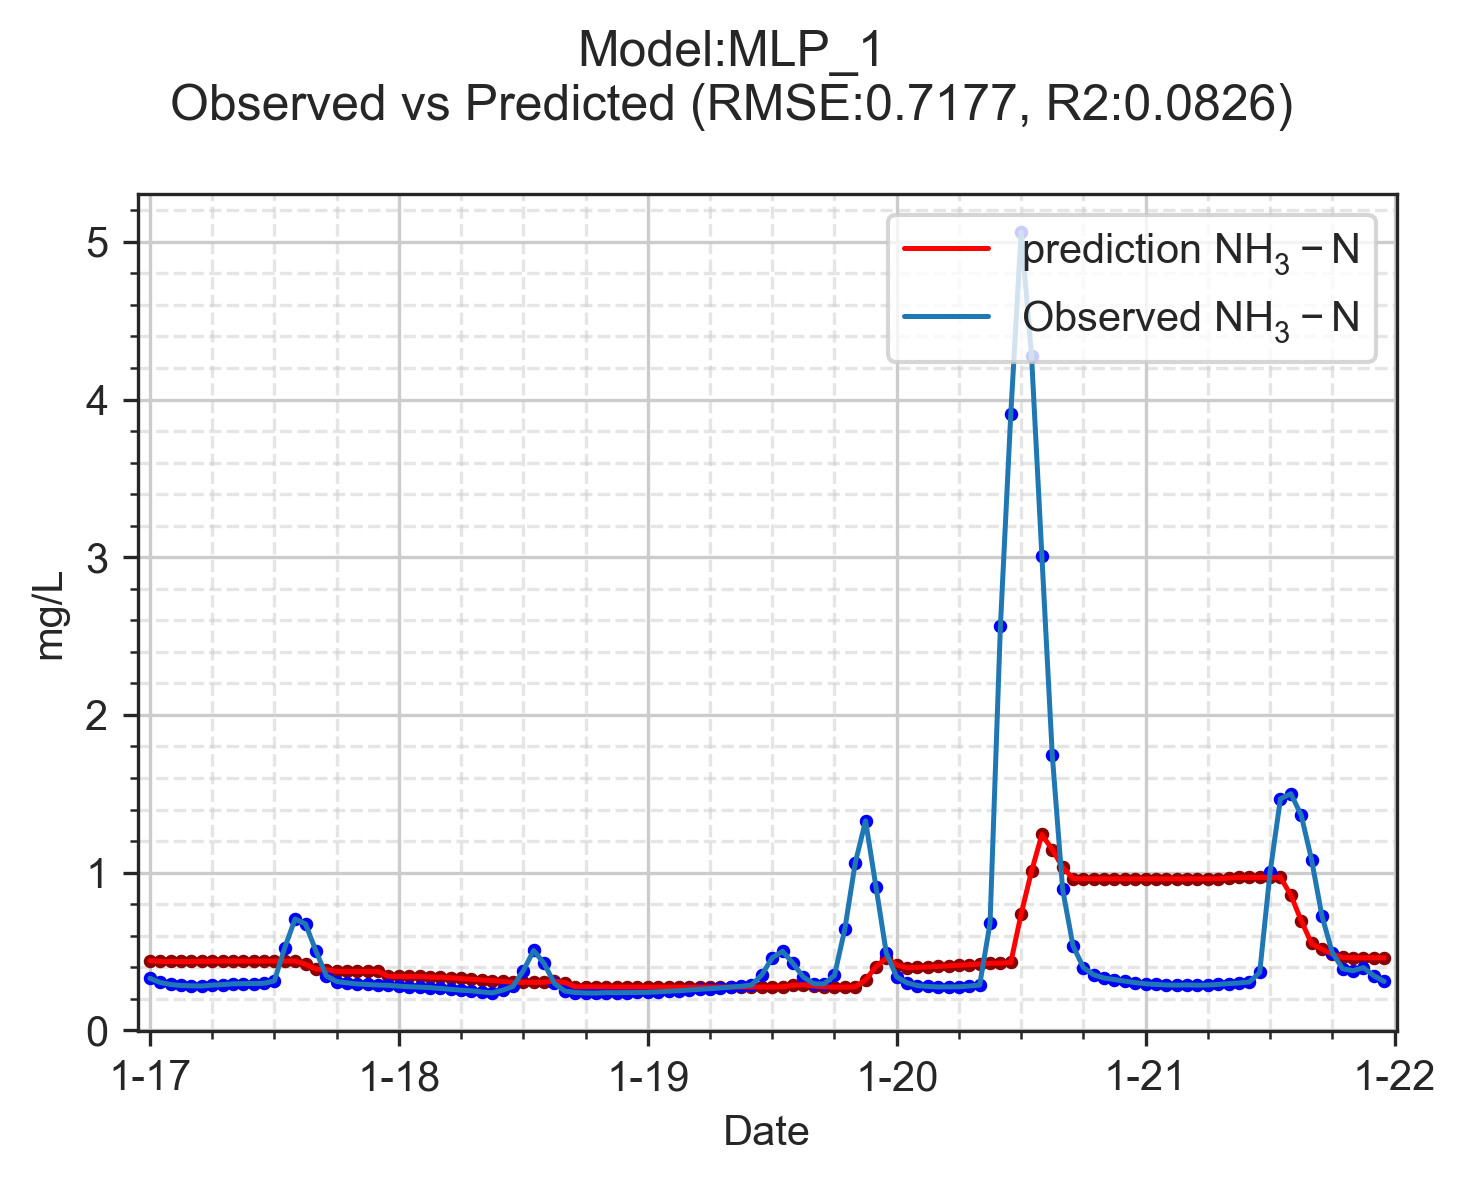 Model:MLP_1
Observed vs Predicted (RMSE:0.7177, R2:0.0826)
prediction NH₃ − N
Observed NH₃ − N
5
4
3
2
1
0
mg/L
1-17 1-18 1-19 1-20 1-21 1-22
Date